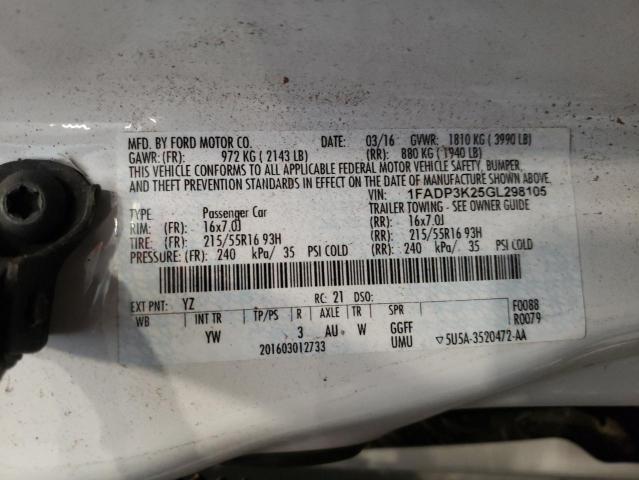 MFD. BY FORD MOTOR CO. DATE: 03/16 GVWR: 1810 KG ( 3990 LB)
GAWR: (FR): 972 KG ( 2143 LB) (RR): 880 KG ( 1940 LB)
THIS VEHICLE CONFORMS TO ALL APPLICABLE FEDERAL MOTOR VEHICLE SAFETY, BUMPER,
AND THEFT PREVENTION STANDARDS IN EFFECT ON THE DATE OF MANUFACTURE SHOWN ABOVE.
VIN: 1FADP3K25GL298105
TYPE: Passenger Car TRAILER TOWING - SEE OWNER GUIDE
RIM: (FR): 16x7.0J (RR): 16x7.0J
TIRE: (FR): 215/55R16 93H (RR): 215/55R16 93H
PRESSURE: (FR): 240 kPa/ 35 PSI COLD (RR): 240 kPa/ 35 PSI COLD
EXT PNT: YZ RC: 21 DSO:
WB INT TR TP/PS R AXLE TR SPR F0088
YW 3 AU W GGFF R0079
201603012733 UMU ▽5U5A-3520472-AA